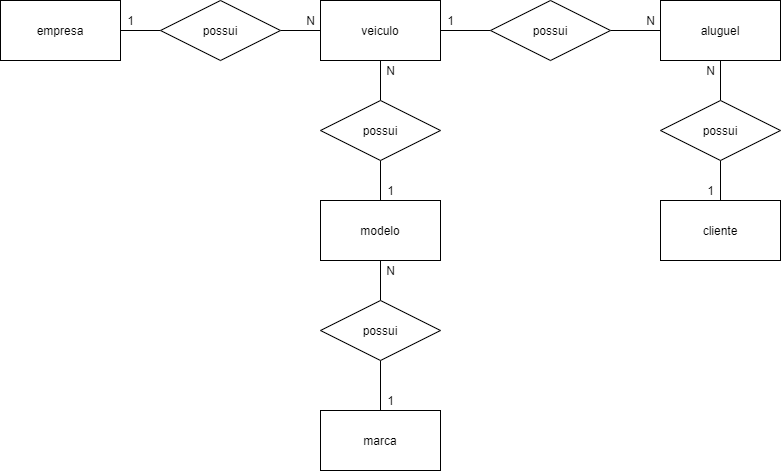 empresa
1
possui
N
veiculo
1
possui
N
aluguel
N
N
possui
possui
1
1
modelo
cliente
N
possui
1
marca